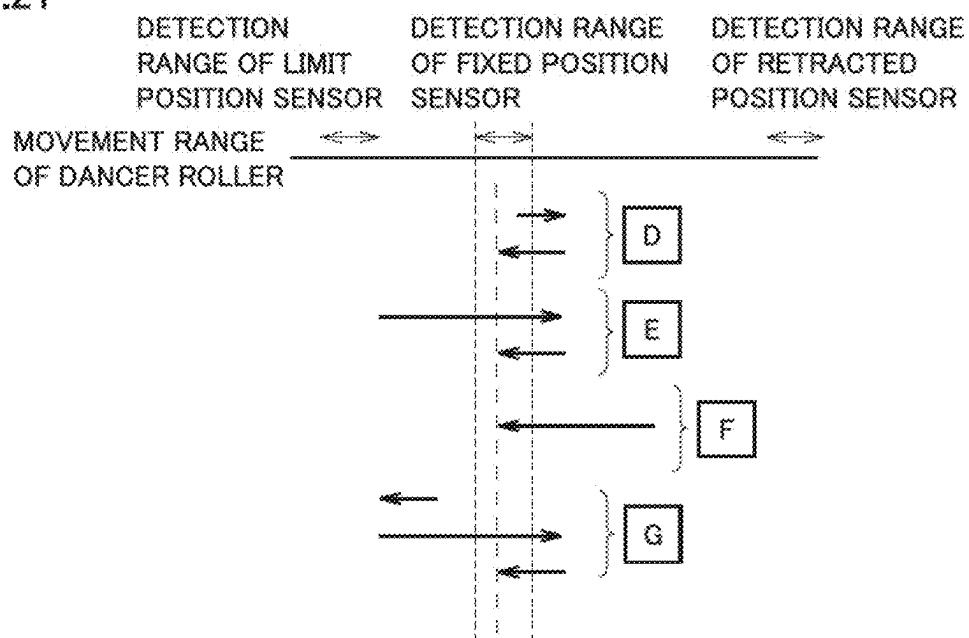 .21
DETECTION
RANGE OF LIMIT
POSITION SENSOR
DETECTION RANGE
OF FIXED POSITION
SENSOR
DETECTION RANGE
OF RETRACTED
POSITION SENSOR
MOVEMENT RANGE
OF DANCER ROLLER
D
E
F
G